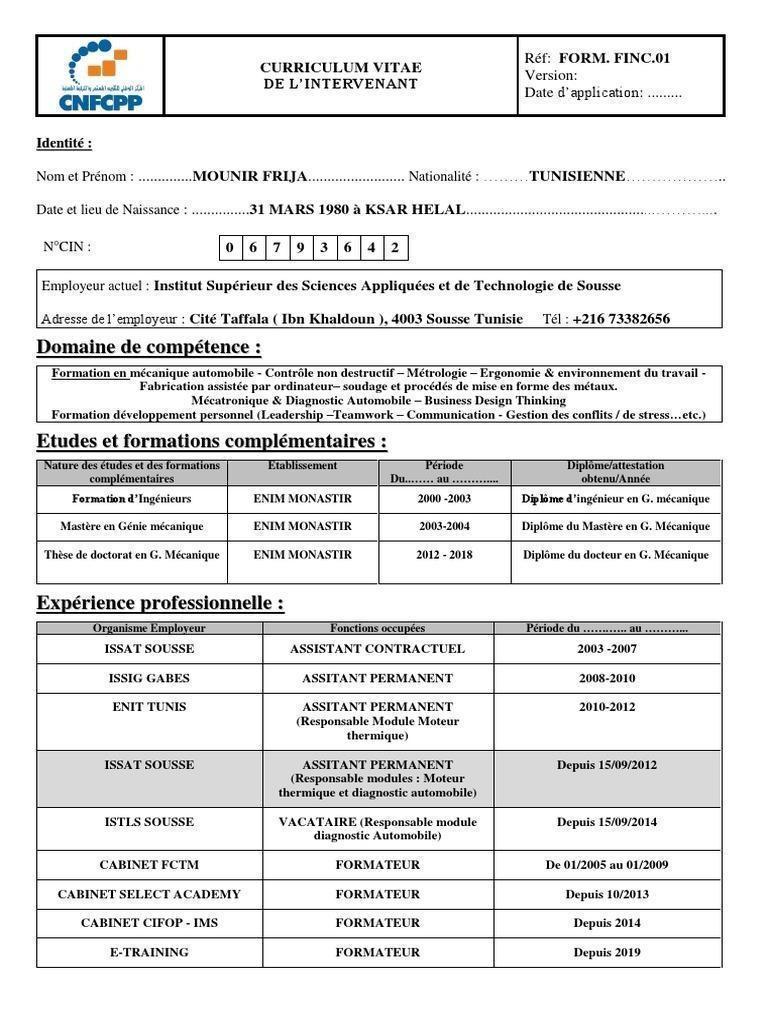 CNFCPP
CURRICULUM VITAE
DE L'INTERVENANT
Réf: FORM. FINC.01
Version:
Date d'application: .........
Identité :
Nom et Prénom : ..............MOUNIR FRIJA......................... Nationalité : .........TUNISIENNE......................
Date et lieu de Naissance : ...............31 MARS 1980 à KSAR HELAL..............................................................
N°CIN : 0 6 7 9 3 6 4 2
Employeur actuel : Institut Supérieur des Sciences Appliquées et de Technologie de Sousse
Adresse de l'employeur : Cité Taffala ( Ibn Khaldoun ), 4003 Sousse Tunisie Tél : +216 73382656
Domaine de compétence :
Formation en mécanique automobile - Contrôle non destructif – Métrologie – Ergonomie & environnement du travail -
Fabrication assistée par ordinateur– soudage et procédés de mise en forme des métaux.
Mécatronique & Diagnostic Automobile – Business Design Thinking
Formation développement personnel (Leadership –Teamwork – Communication - Gestion des conflits / de stress…etc.)
Etudes et formations complémentaires :
Nature des études et des formations complémentaires Etablissement Période Du..…… au ……….... Diplôme/attestation obtenu/Année
Formation d'Ingénieurs ENIM MONASTIR 2000 -2003 Diplôme d'ingénieur en G. mécanique
Mastère en Génie mécanique ENIM MONASTIR 2003-2004 Diplôme du Mastère en G. mécanique
Thèse de doctorat en G. Mécanique ENIM MONASTIR 2012 - 2018 Diplôme du docteur en G. Mécanique
Expérience professionnelle :
Organisme Employeur Fonctions occupées Période du ……….. au ………...
ISSAT SOUSSE ASSISTANT CONTRACTUEL 2003 -2007
ISSIG GABES ASSITANT PERMANENT 2008-2010
ENIT TUNIS ASSITANT PERMANENT 2010-2012
(Responsable Module Moteur
thermique)
ISSAT SOUSSE ASSITANT PERMANENT Depuis 15/09/2012
(Responsable modules : Moteur
thermique et diagnostic automobile)
ISTLS SOUSSE VACATAIRE (Responsable module Depuis 15/09/2014
diagnostic Automobile)
CABINET FCTM FORMATEUR De 01/2005 au 01/2009
CABINET SELECT ACADEMY FORMATEUR Depuis 10/2013
CABINET CIFOP - IMS FORMATEUR Depuis 2014
E-TRAINING FORMATEUR Depuis 2019